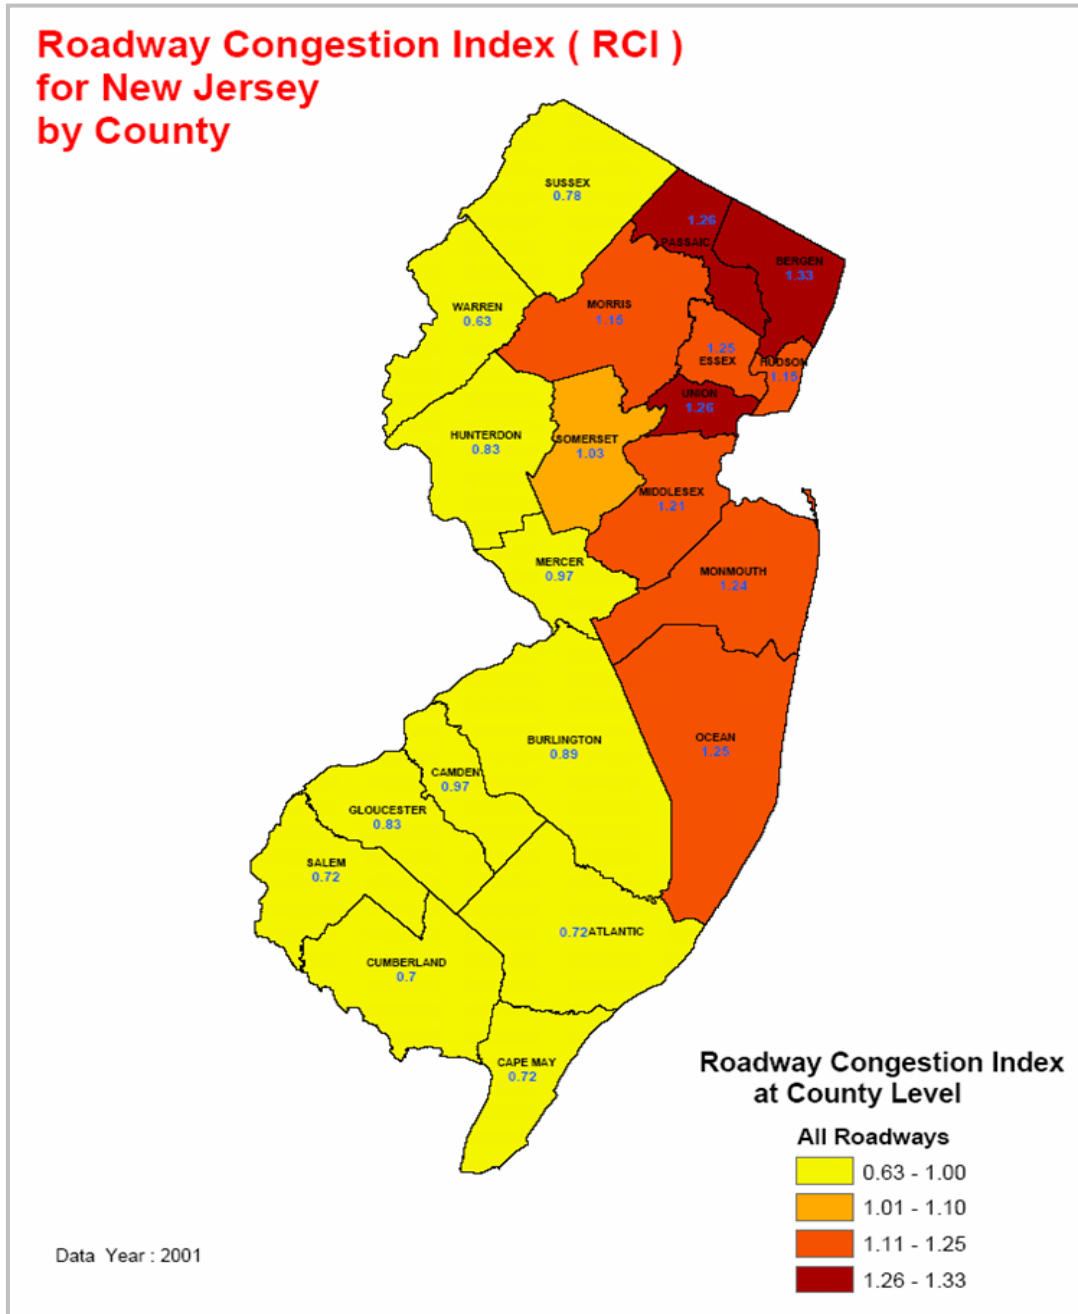 Roadway Congestion Index ( RCI )
for New Jersey
by County
SUSSEX
0.78
1.26
PASSAIC
BERGEN
1.33
WARREN
0.63
MORRIS
1.15
1.25
ESSEX
HUDSON
1.15
UNION
1.26
HUNTERDON
0.83
SOMERSET
1.03
MIDDLESEX
1.21
MERCER
0.97
MONMOUTH
1.24
BURLINGTON
0.89
OCEAN
1.25
CAMDEN
0.97
GLOUCESTER
0.83
SALEM
0.72
0.72 ATLANTIC
CUMBERLAND
0.7
CAPE MAY
0.72
Roadway Congestion Index
at County Level
All Roadways
0.63 - 1.00
1.01 - 1.10
1.11 - 1.25
1.26 - 1.33
Data Year : 2001